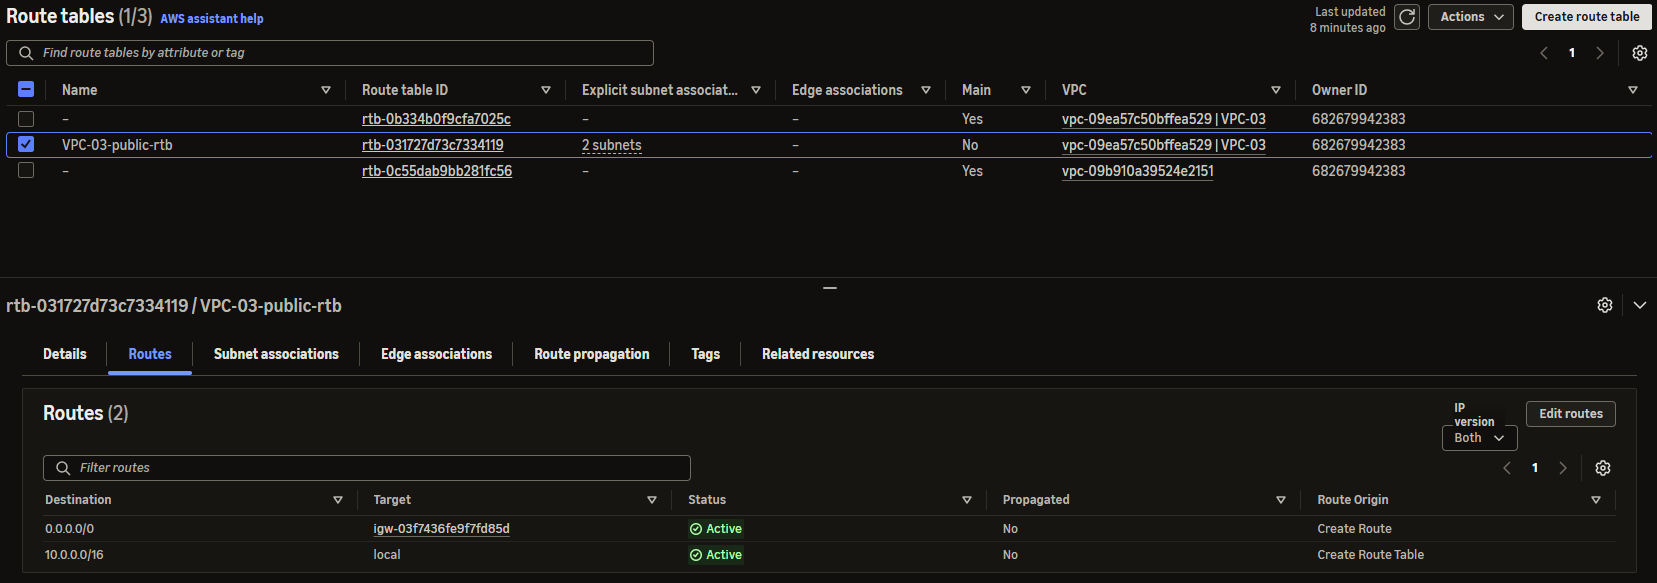 Route tables (1/3) AWS assistant help
Last updated
8 minutes ago
Actions
Create route table
Find route tables by attribute or tag
1
Name Route table ID Explicit subnet associat... Edge associations Main VPC Owner ID
– rtb-0b334b0f9cfa7025c – – Yes vpc-09ea57c50bffea529 | VPC-03 682679942383
VPC-03-public-rtb rtb-031727d73c7334119 2 subnets – No vpc-09ea57c50bffea529 | VPC-03 682679942383
– rtb-0c55dab9bb281fc56 – – Yes vpc-09b910a39524e2151 682679942383
rtb-031727d73c7334119 / VPC-03-public-rtb
Details Routes Subnet associations Edge associations Route propagation Tags Related resources
Routes (2)
IP
version
Both
Edit routes
Filter routes
1
Destination Target Status Propagated Route Origin
0.0.0.0/0 igw-03f7436fe9f7fd85d Active No Create Route
10.0.0.0/16 local Active No Create Route Table